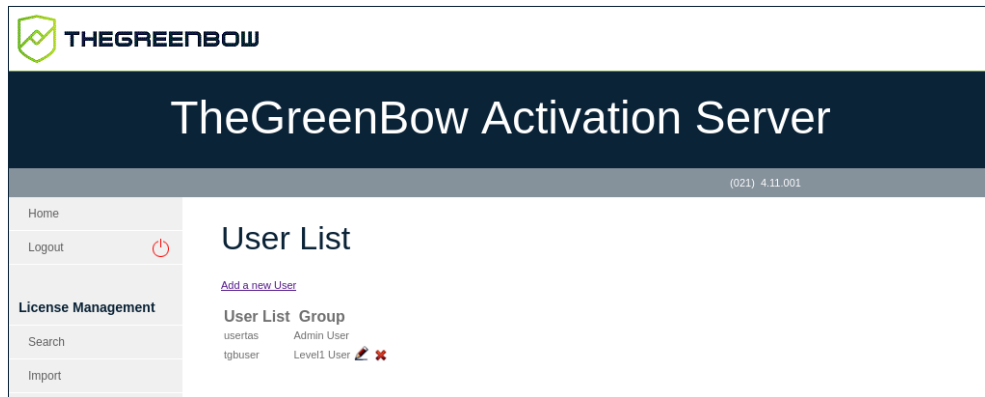 THEGREENBOW
TheGreenBow Activation Server
(021) 4.11.001
Home
Logout
License Management
Search
Import
User List
Add a new User
User List Group
usertas Admin User
tgbuser Level1 User